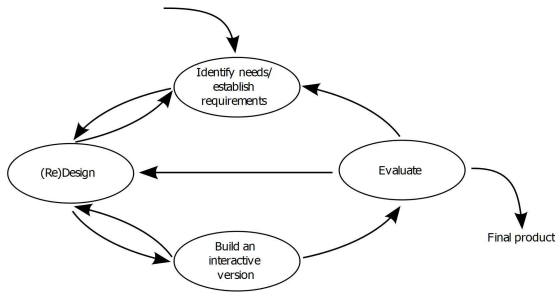 Identify needs/
establish
requirements
(Re)Design
Evaluate
Build an
interactive
version
Final product